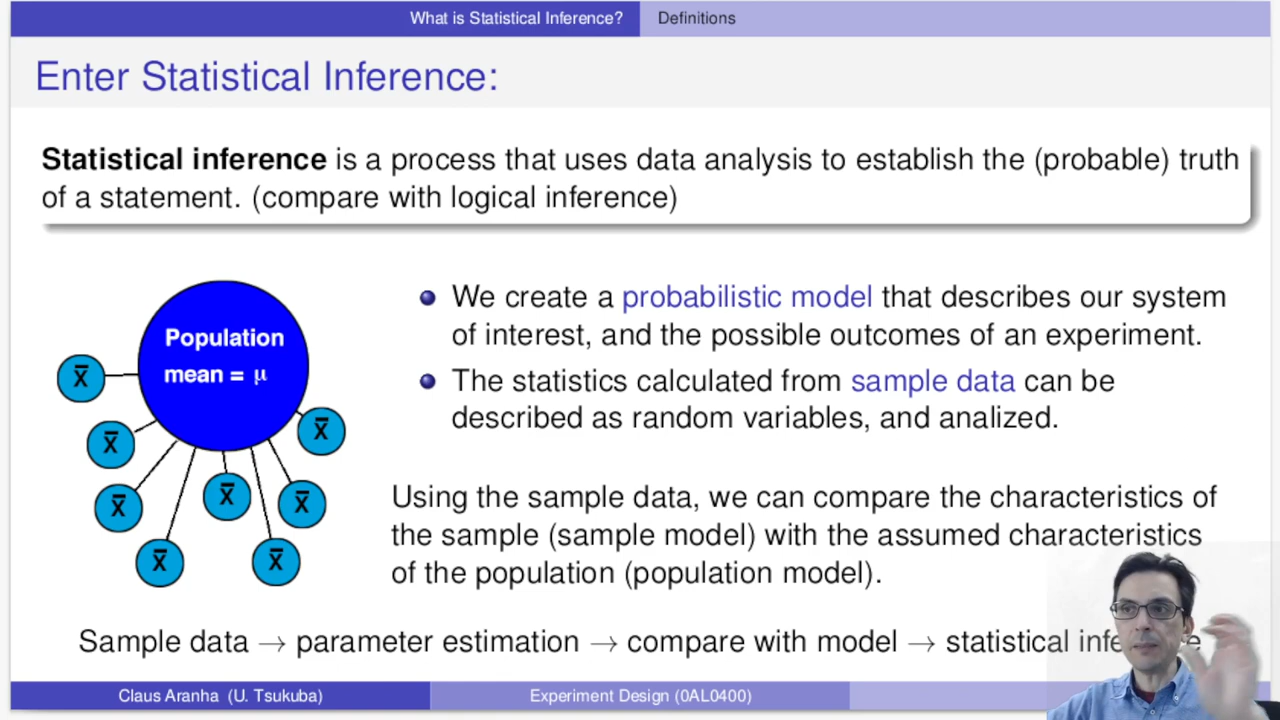 What is Statistical Inference? Definitions
Enter Statistical Inference:
Statistical inference is a process that uses data analysis to establish the (probable) truth
of a statement. (compare with logical inference)
Population
mean = μ
X̄
X̄
X̄
X̄
X̄
X̄
X̄
X̄
We create a probabilistic model that describes our system
of interest, and the possible outcomes of an experiment.
The statistics calculated from sample data can be
described as random variables, and analized.
Using the sample data, we can compare the characteristics of
the sample (sample model) with the assumed characteristics
of the population (population model).
Sample data → parameter estimation → compare with model → statistical
Claus Aranha (U. Tsukuba) Experiment Design (0AL0400)